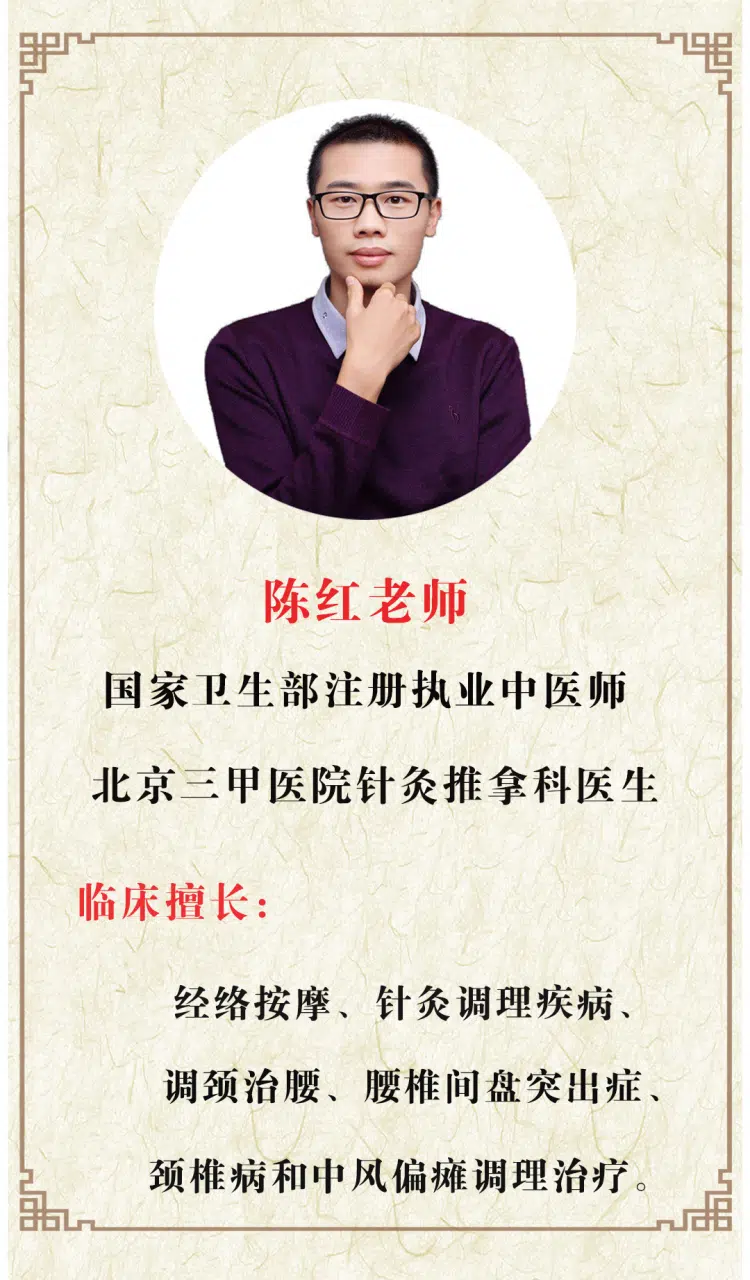 陈红老师
国家卫生部注册执业中医师
北京三甲医院针灸推拿科医生
临床擅长：
经络按摩、针灸调理疾病、
调颈治腰、腰椎间盘突出症、
颈椎病和中风偏瘫调理治疗。